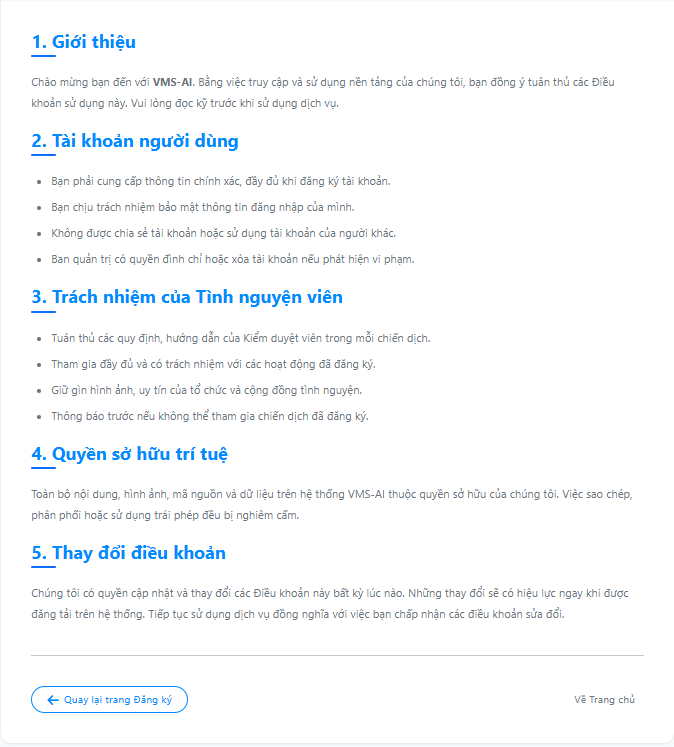 1. Giới thiệu
Chào mừng bạn đến với VMS-AI. Bằng việc truy cập và sử dụng nền tảng của chúng tôi, bạn đồng ý tuân thủ các Điều
khoản sử dụng này. Vui lòng đọc kỹ trước khi sử dụng dịch vụ.
2. Tài khoản người dùng
• Bạn phải cung cấp thông tin chính xác, đầy đủ khi đăng ký tài khoản.
• Bạn chịu trách nhiệm bảo mật thông tin đăng nhập của mình.
• Không được chia sẻ tài khoản hoặc sử dụng tài khoản của người khác.
• Ban quản trị có quyền đình chỉ hoặc xóa tài khoản nếu phát hiện vi phạm.
3. Trách nhiệm của Tình nguyện viên
• Tuân thủ các quy định, hướng dẫn của Kiểm duyệt viên trong mỗi chiến dịch.
• Tham gia đầy đủ và có trách nhiệm với các hoạt động đã đăng ký.
• Giữ gìn hình ảnh, uy tín của tổ chức và cộng đồng tình nguyện.
• Thông báo trước nếu không thể tham gia chiến dịch đã đăng ký.
4. Quyền sở hữu trí tuệ
Toàn bộ nội dung, hình ảnh, mã nguồn và dữ liệu trên hệ thống VMS-AI thuộc quyền sở hữu của chúng tôi. Việc sao chép,
phân phối hoặc sử dụng trái phép đều bị nghiêm cấm.
5. Thay đổi điều khoản
Chúng tôi có quyền cập nhật và thay đổi các Điều khoản này bất kỳ lúc nào. Những thay đổi sẽ có hiệu lực ngay khi được
đăng tải trên hệ thống. Tiếp tục sử dụng dịch vụ đồng nghĩa với việc bạn chấp nhận các điều khoản sửa đổi.
← Quay lại trang Đăng ký
Về Trang chủ